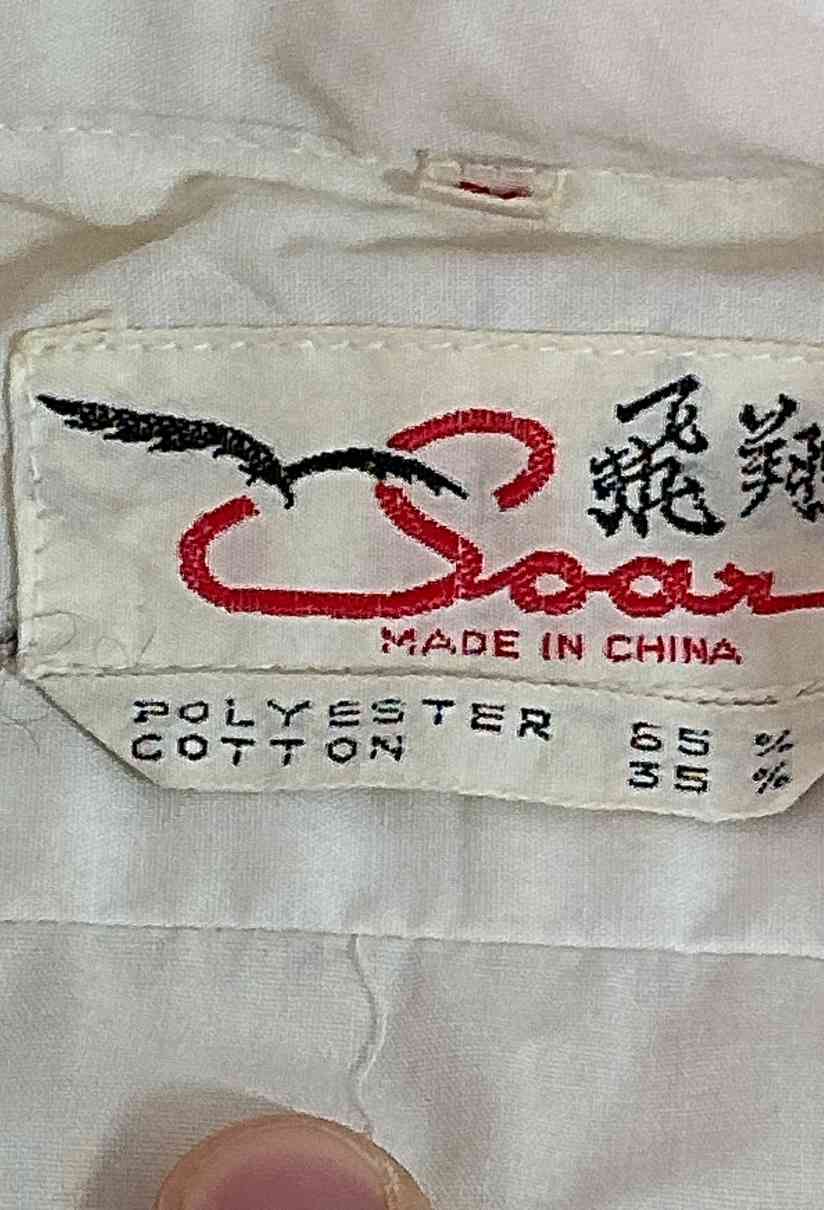 飛翔
Soar
MADE IN CHINA
POLYESTER 65 %
COTTON 35 %